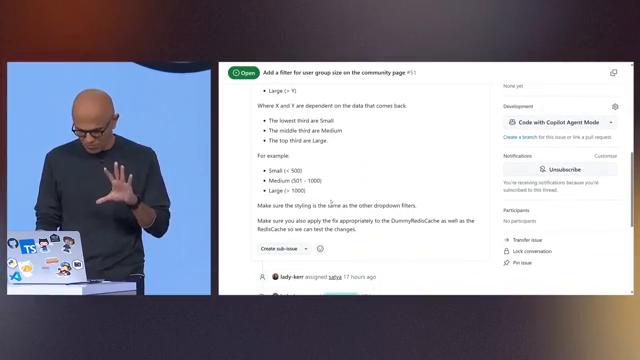 Open
Add a filter for user group size on the community page #51
Large (> Y)
Where X and Y are dependent on the data that comes back
The lowest third are Small
The middle third are Medium
The top third are Large.
For example:
Small (< 500)
Medium (501 - 1000)
Large (> 1000)
Make sure the styling is the same as the other dropdown filters.
Make sure you also apply the fix appropriately to the DummyRedisCache as well as the
RedisCache so we can test the changes.
Create sub-issue
lady-kerr assigned satya 17 hours ago
None yet
Development
Code with Copilot Agent Mode
Create a branch for this issue or link a pull request.
Notifications
Customize
Unsubscribe
You're receiving notifications because you're
subscribed to this thread.
Participants
No participants
Transfer issue
Lock conversation
Pin issue
TS